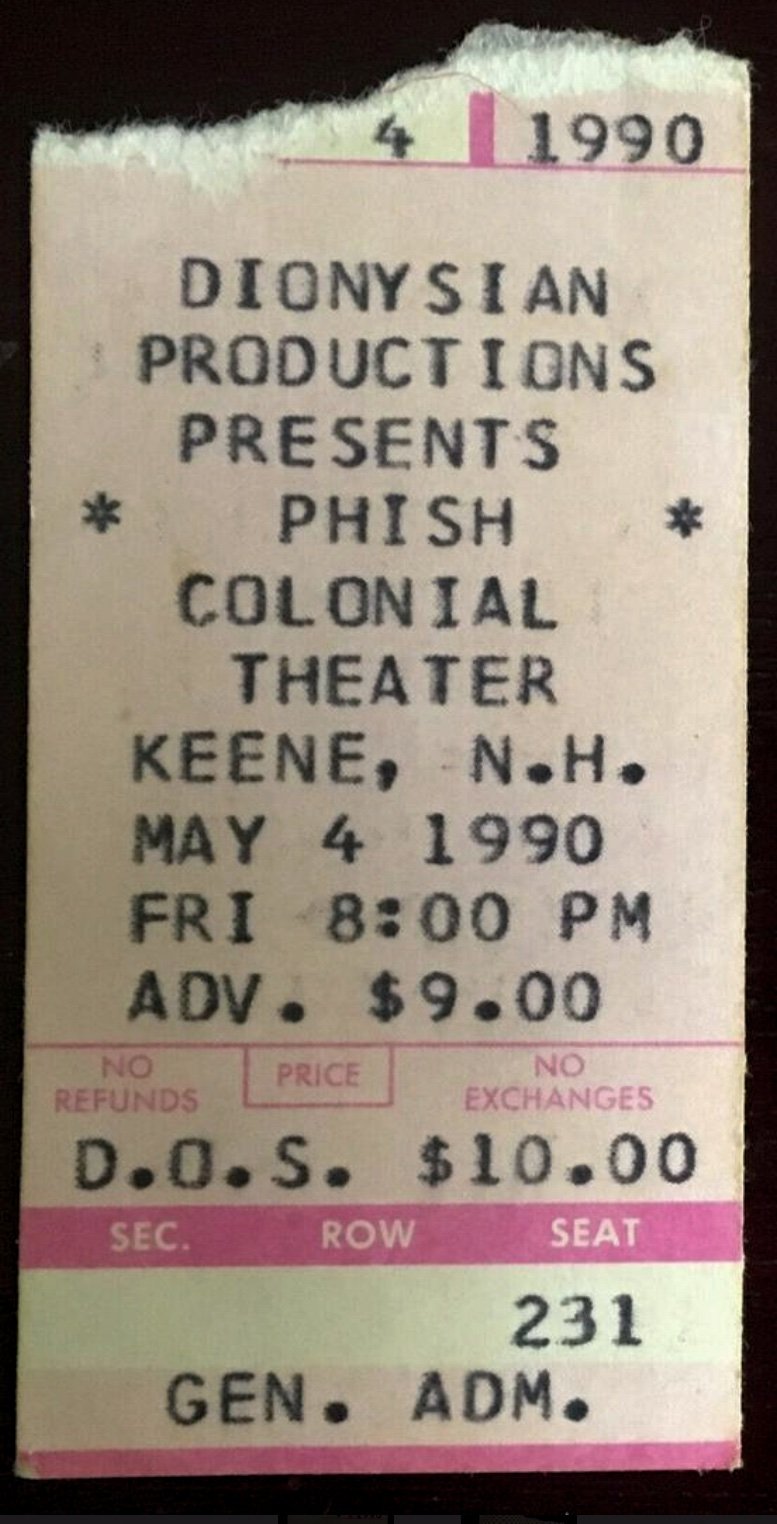 4 1990
DIONYSIAN
PRODUCTIONS
PRESENTS
* PHISH *
COLONIAL
THEATER
KEENE, N.H.
MAY 4 1990
FRI 8:00 PM
ADV. $9.00
NO REFUNDS PRICE NO EXCHANGES
D.O.S. $10.00
SEC. ROW SEAT
231
GEN. ADM.